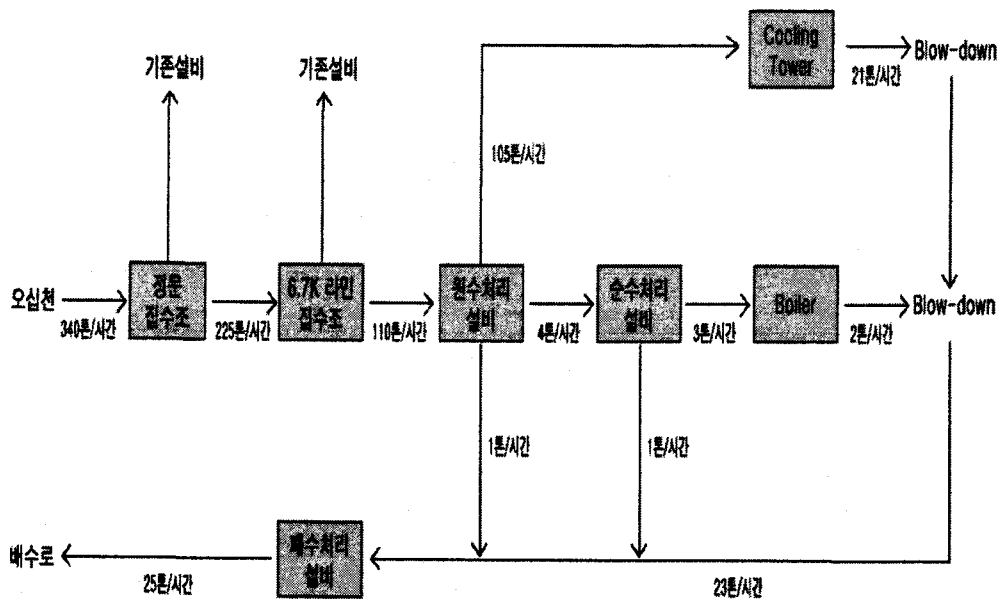 Cooling
Tower
Blow-down
21톤/시간
기존설비
기존설비
105톤/시간
오십천
340톤/시간
정문
집수조
225톤/시간
6.7K 라인
집수조
110톤/시간
원수처리
설비
4톤/시간
순수처리
설비
3톤/시간
Boiler
2톤/시간
Blow-down
1톤/시간
1톤/시간
배수로
25톤/시간
폐수처리
설비
23톤/시간